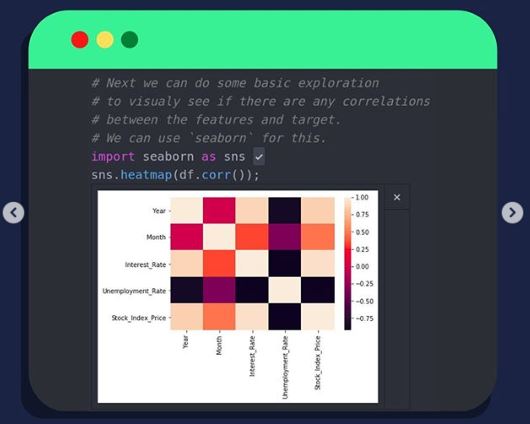 # Next we can do some basic exploration
# to visualy see if there are any correlations
# between the features and target.
# We can use `seaborn` for this.
import seaborn as sns
sns.heatmap(df.corr());
Year
Month
Interest_Rate
Unemployment_Rate
Stock_Index_Price
1.00
0.75
0.50
0.25
0.00
-0.25
-0.50
-0.75
Year
Month
Interest_Rate
Unemployment_Rate
Stock_Index_Price